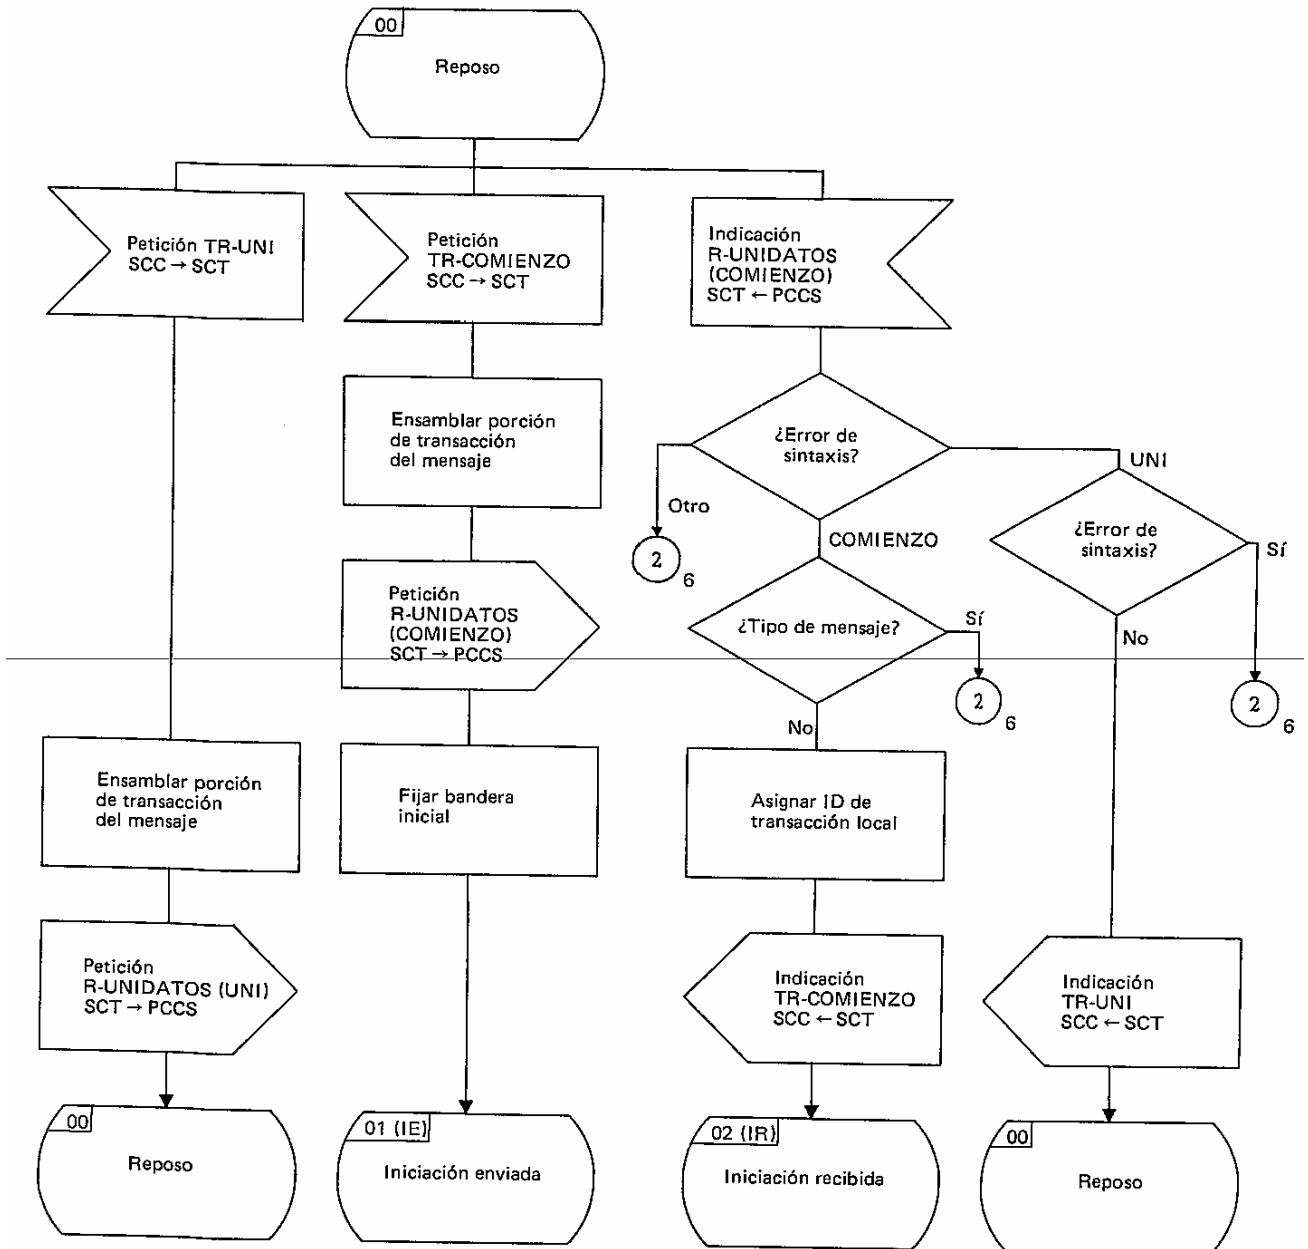 00
Reposo
Petición TR-UNI
SCC → SCT
Petición
TR-COMIENZO
SCC → SCT
Indicación
R-UNIDATOS
(COMIENZO)
SCT ← PCCS
Ensamblar porción
de transacción
del mensaje
¿Error de
sintaxis?
Otro
2
6
COMIENZO
UNI
¿Error de
sintaxis?
Sí
2
6
No
Petición
R-UNIDATOS
(COMIENZO)
SCT → PCCS
¿Tipo de mensaje?
Sí
2
6
No
Ensamblar porción
de transacción
del mensaje
Fijar bandera
inicial
Asignar ID de
transacción local
Petición
R-UNIDATOS (UNI)
SCT → PCCS
Indicación
TR-COMIENZO
SCC ← SCT
Indicación
TR-UNI
SCC ← SCT
00
Reposo
01 (IE)
Iniciación enviada
02 (IR)
Iniciación recibida
00
Reposo